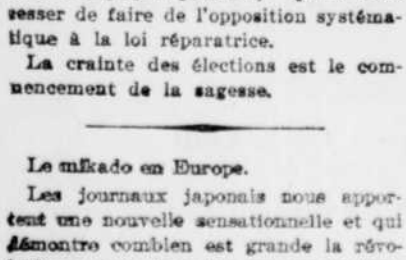 cesser de faire de l'opposition systéma-
tique à la loi réparatrice.
La crainte des élections est le com-
mencement de la sagesse.
Le mikado en Europe.
Les journaux japonais nous appor-
tent une nouvelle sensationnelle et qui
démontre combien est grande la révo-